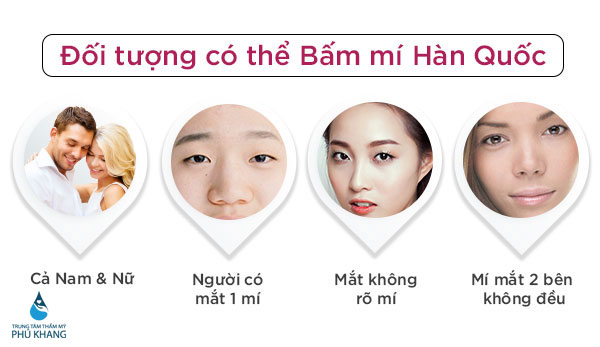 Đối tượng có thể Bấm mí Hàn Quốc
Cả Nam & Nữ
Người có
mắt 1 mí
Mắt không
rõ mí
Mí mắt 2 bên
không đều
TRUNG TÂM THẨM MỸ
PHÚ KHANG